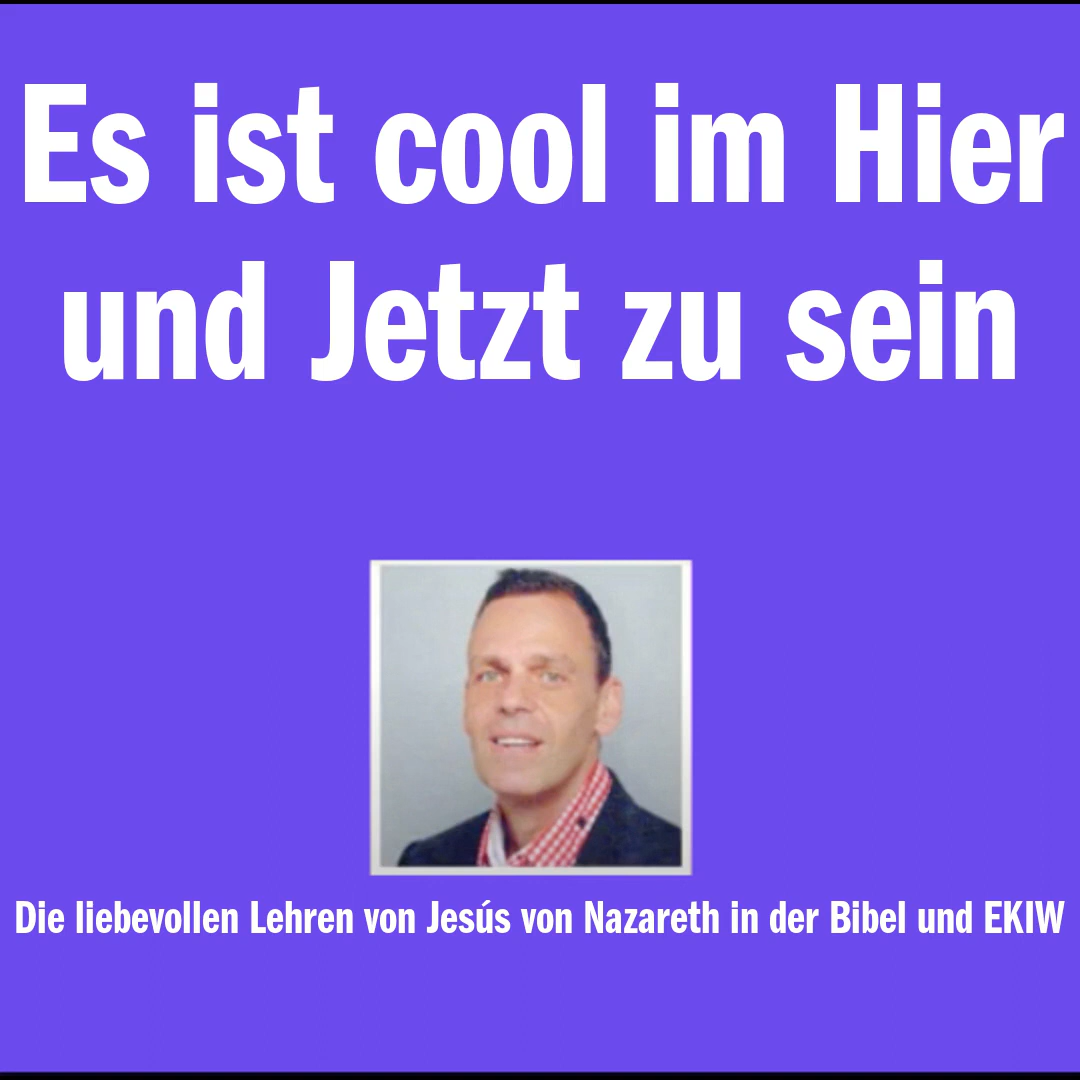 Es ist cool im Hier
und Jetzt zu sein
Die liebevollen Lehren von Jesús von Nazareth in der Bibel und EKIW